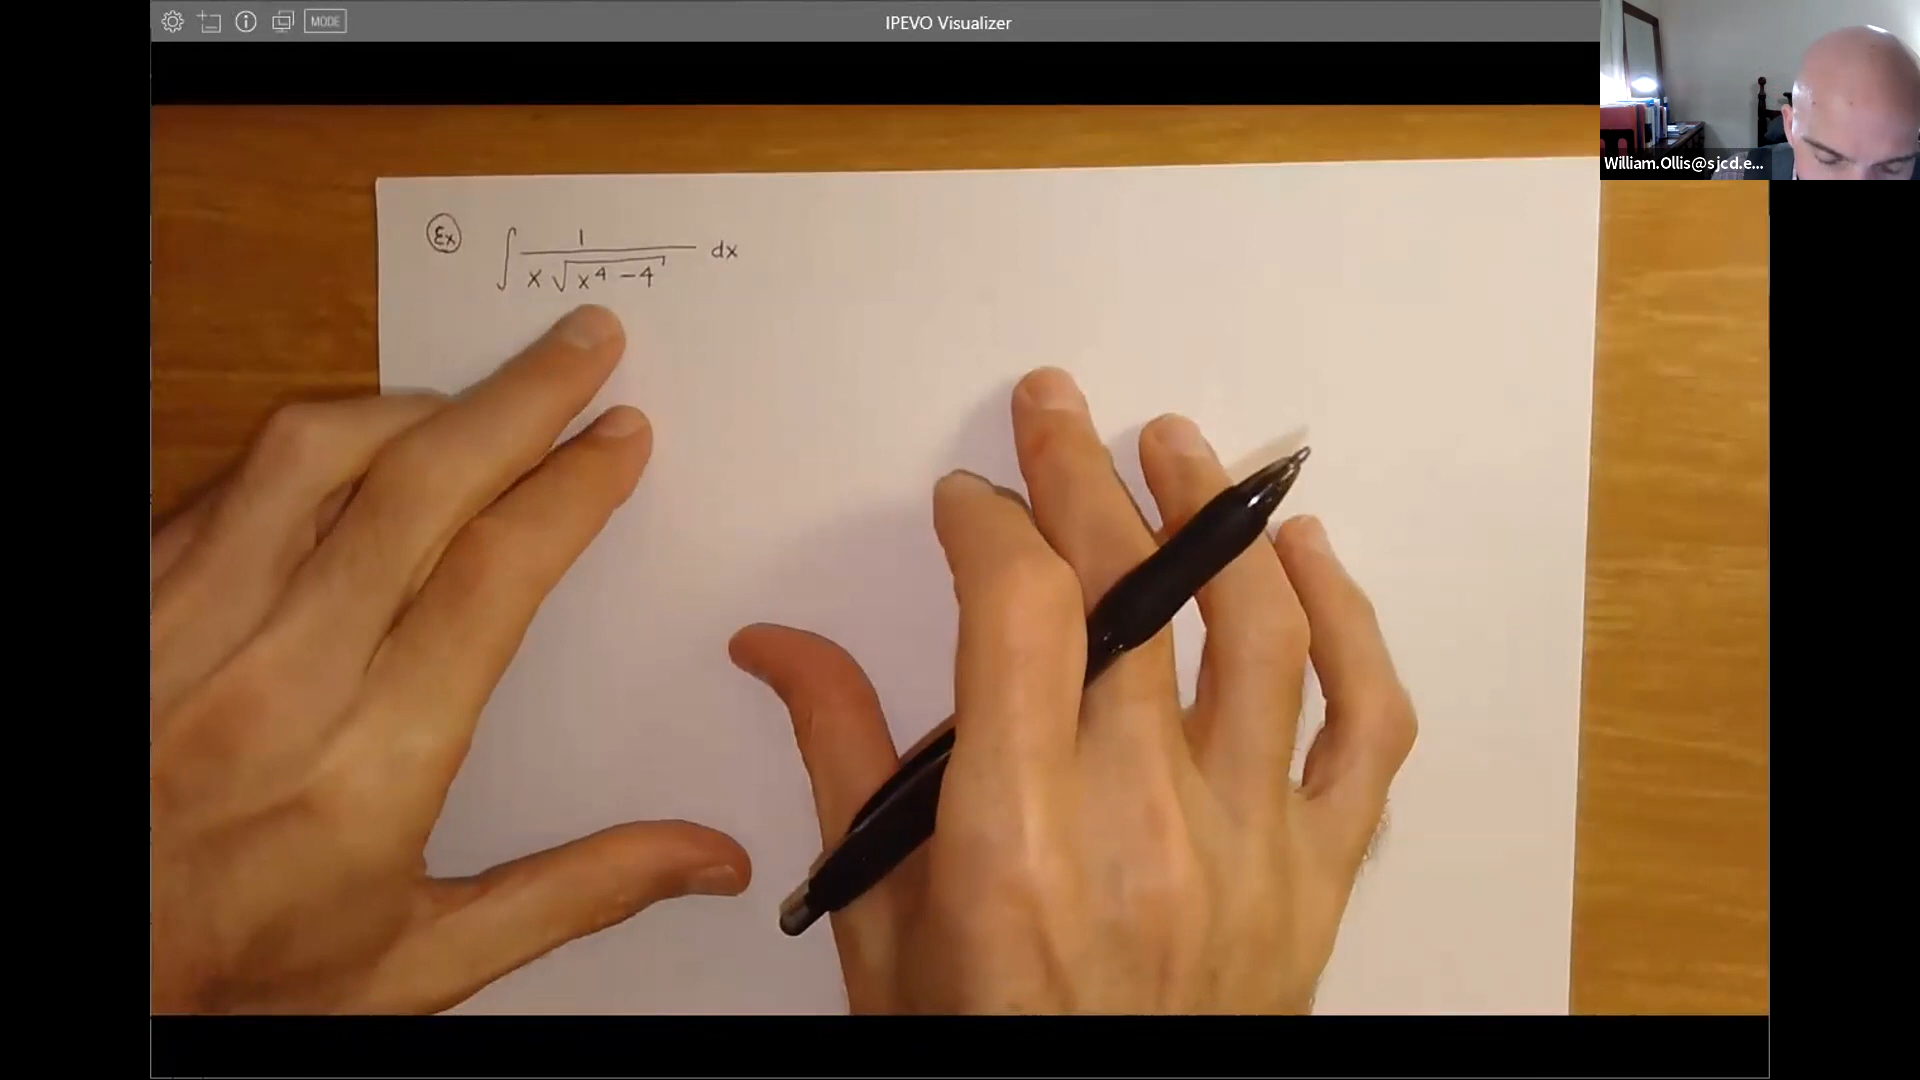 MODE
IPEVO Visualizer
William.Ollis@sjcd.e...
Ex ∫ 1 / (x √(x⁴ − 4)) dx